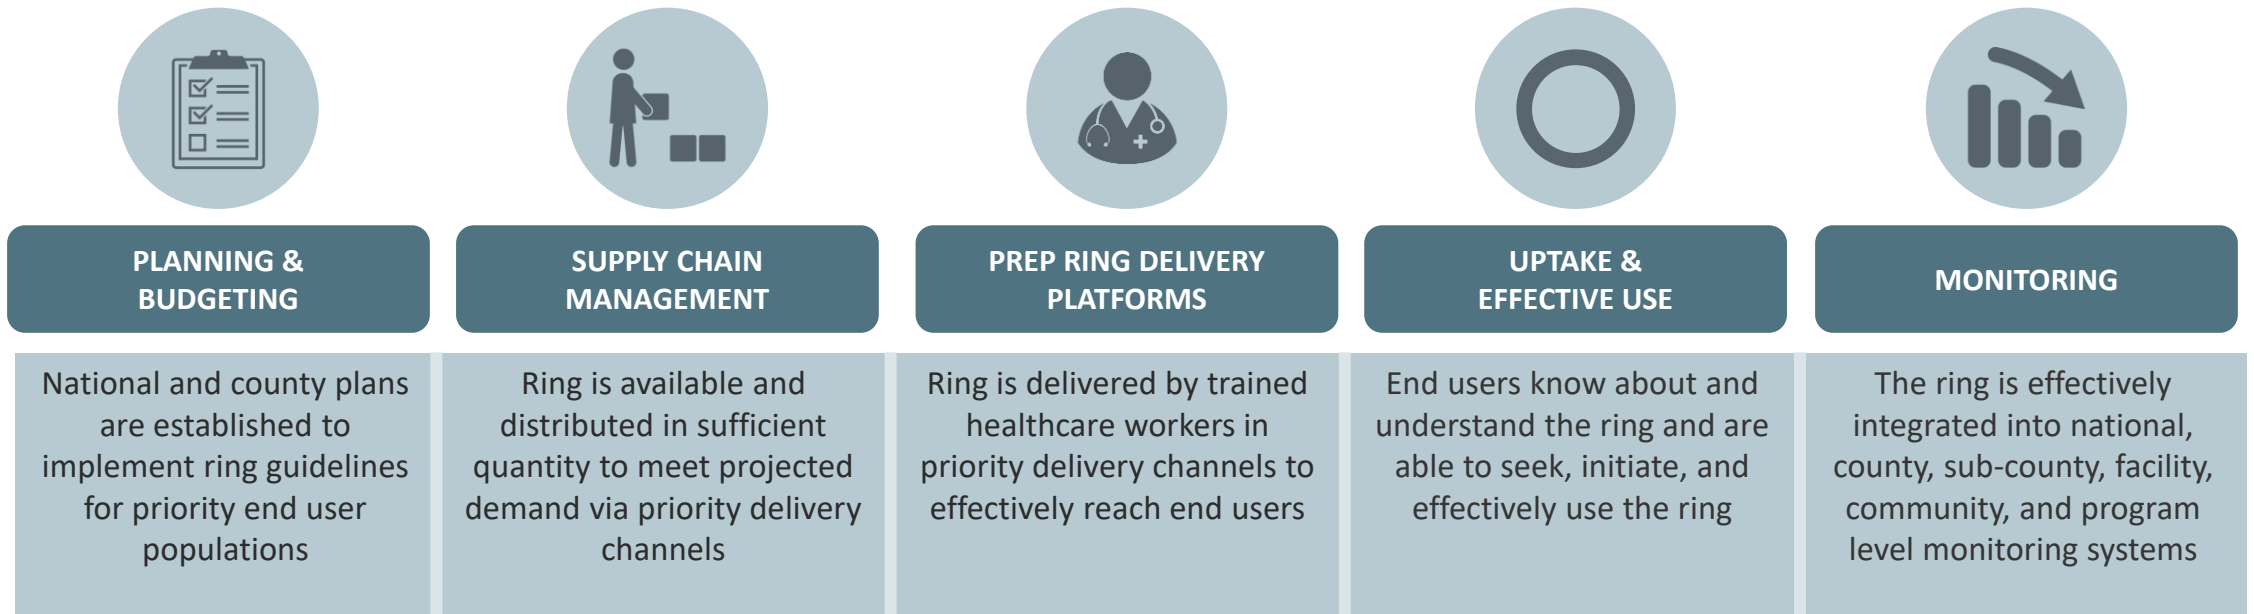 PLANNING &
BUDGETING
National and county plans
are established to
implement ring guidelines
for priority end user
populations
SUPPLY CHAIN
MANAGEMENT
Ring is available and
distributed in sufficient
quantity to meet projected
demand via priority delivery
channels
PREP RING DELIVERY
PLATFORMS
Ring is delivered by trained
healthcare workers in
priority delivery channels to
effectively reach end users
UPTAKE &
EFFECTIVE USE
End users know about and
understand the ring and are
able to seek, initiate, and
effectively use the ring
MONITORING
The ring is effectively
integrated into national,
county, sub-county, facility,
community, and program
level monitoring systems